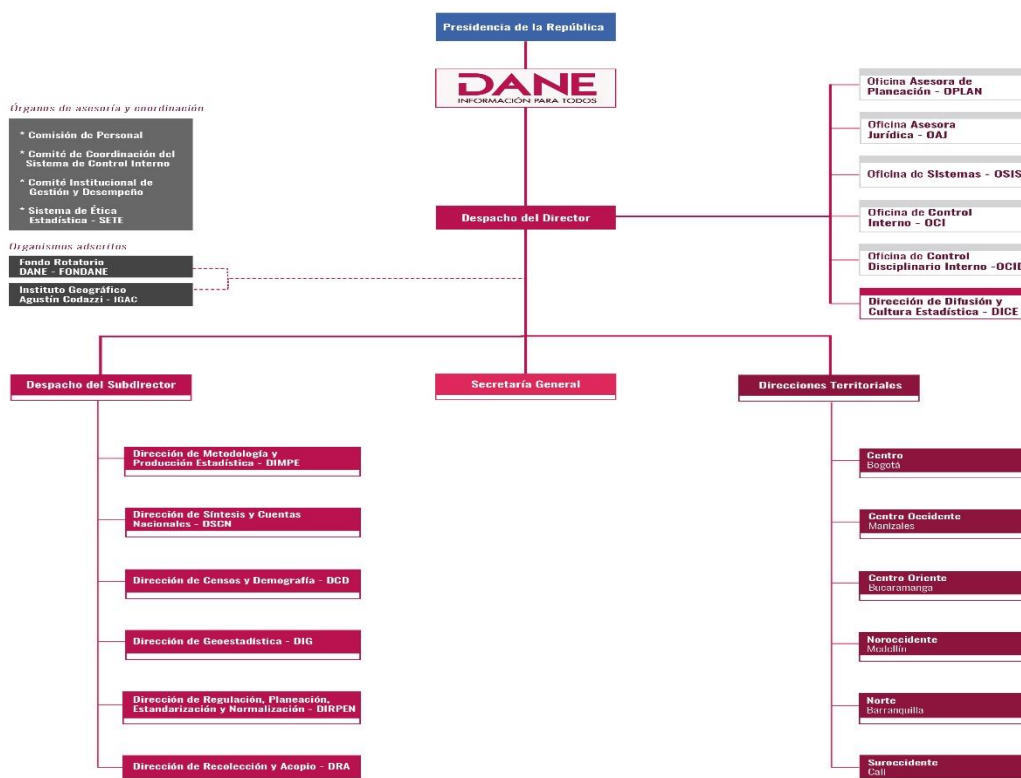 Presidencia de la República
DANE
INFORMACIÓN PARA TODOS
Órganos de asesoría y coordinación
* Comisión de Personal
* Comité de Coordinación del
Sistema de Control Interno
* Comité Institucional de
Gestión y Desempeño
* Sistema de Ética
Estadística - SETE
Organismos adscritos
Fondo Rotatorio
DANE - FONDANE
Instituto Geográfico
Agustín Codazzi - IGAC
Despacho del Director
Oficina Asesora de
Planeación - OPLAN
Oficina Asesora
Jurídica - OAJ
Oficina de Sistemas - OSIS
Oficina de Control
Interno - OCI
Oficina de Control
Disciplinario Interno -OCID
Dirección de Difusión y
Cultura Estadística - DICE
Despacho del Subdirector
Dirección de Metodología y
Producción Estadística - DIMPE
Dirección de Síntesis y Cuentas
Nacionales - DSCN
Dirección de Censos y Demografía - DCD
Dirección de Geoestadística - DIG
Dirección de Regulación, Planeación,
Estandarización y Normalización - DIRPEN
Dirección de Recolección y Acopio - DRA
Secretaría General
Direcciones Territoriales
Centro
Bogotá
Centro Occidente
Manizales
Centro Oriente
Bucaramanga
Noroccidente
Medellín
Norte
Barranquilla
Suroccidente
Cali